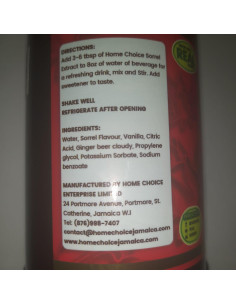 DIRECTIONS:
Add 3-6 tbsp of Home Choice Sorrel
Extract to 8oz of water of beverage for
a refreshing drink, mix and Stir. Add
sweetener to taste.
SHAKE WELL
REFRIGERATE AFTER OPENING
INGREDIENTS:
Water, Sorrel Flavour, Vanilla, Citric
Acid, Ginger beer cloudy, Propylene
glycol, Potassium Sorbate, Sodium
benzoate
MANUFACTURED BY HOME CHOICE
ENTERPRISE LIMITED
24 Portmore Avenue, Portmore, St.
Catherine, Jamaica W.I
Tel: (876)998-7407
contact@homechoicejamaica.com
www.homechoicejamaica.com
REAL